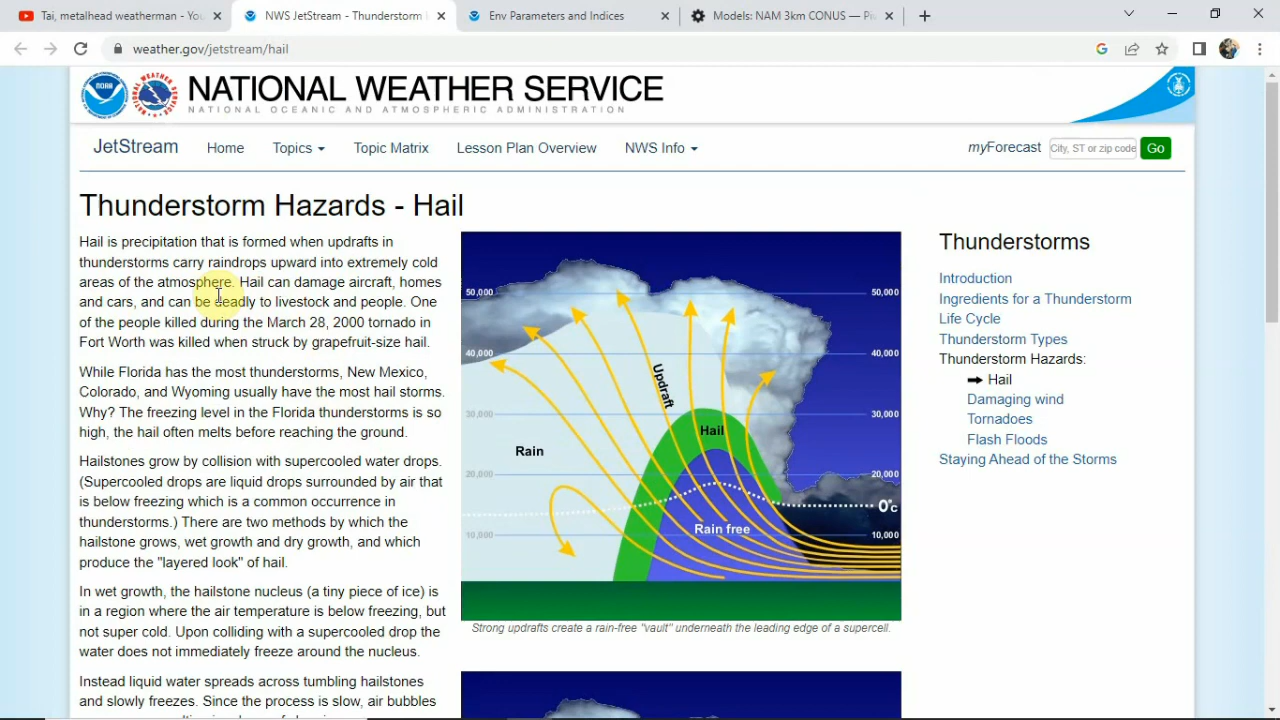 Tai, metalhead weatherman - You
NWS JetStream - Thunderstorm H
Env Parameters and Indices
Models: NAM 3km CONUS — Pi
weather.gov/jetstream/hail
NOAA
NATIONAL WEATHER SERVICE
NATIONAL OCEANIC AND ATMOSPHERIC ADMINISTRATION
JetStream
Home
Topics
Topic Matrix
Lesson Plan Overview
NWS Info
myForecast
City, ST or zip code
Go
Thunderstorm Hazards - Hail
Hail is precipitation that is formed when updrafts in
thunderstorms carry raindrops upward into extremely cold
areas of the atmosphere. Hail can damage aircraft, homes
and cars, and can be deadly to livestock and people. One
of the people killed during the March 28, 2000 tornado in
Fort Worth was killed when struck by grapefruit-size hail.
While Florida has the most thunderstorms, New Mexico,
Colorado, and Wyoming usually have the most hail storms.
Why? The freezing level in the Florida thunderstorms is so
high, the hail often melts before reaching the ground.
Hailstones grow by collision with supercooled water drops.
(Supercooled drops are liquid drops surrounded by air that
is below freezing which is a common occurrence in
thunderstorms.) There are two methods by which the
hailstone grows, wet growth and dry growth, and which
produce the "layered look" of hail.
In wet growth, the hailstone nucleus (a tiny piece of ice) is
in a region where the air temperature is below freezing, but
not super cold. Upon colliding with a supercooled drop the
water does not immediately freeze around the nucleus.
Instead liquid water spreads across tumbling hailstones
and slowly freezes. Since the process is slow, air bubbles
50,000
50,000
40,000
40,000
Updraft
30,000
30,000
Hail
Rain
20,000
20,000
0°c
Rain free
10,000
10,000
Strong updrafts create a rain-free "vault" underneath the leading edge of a supercell.
Thunderstorms
Introduction
Ingredients for a Thunderstorm
Life Cycle
Thunderstorm Types
Thunderstorm Hazards:
Hail
Damaging wind
Tornadoes
Flash Floods
Staying Ahead of the Storms